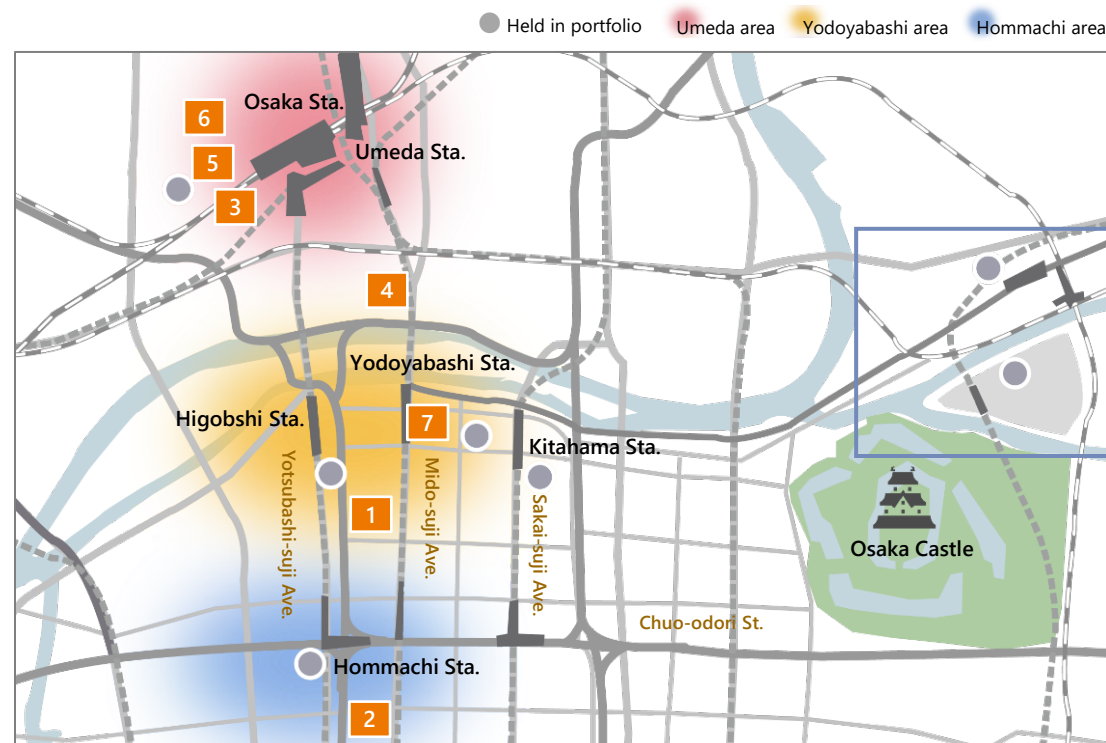 Held in portfolio
Umeda area
Yodoyabashi area
Hommachi area
Osaka Sta.
6
Umeda Sta.
5
3
4
Yodoyabashi Sta.
Higobshi Sta.
7
Kitahama Sta.
Yotsubashi-suji Ave.
Mido-suji Ave.
Sakai-suji Ave.
1
Osaka Castle
Chuo-odori St.
Hommachi Sta.
2